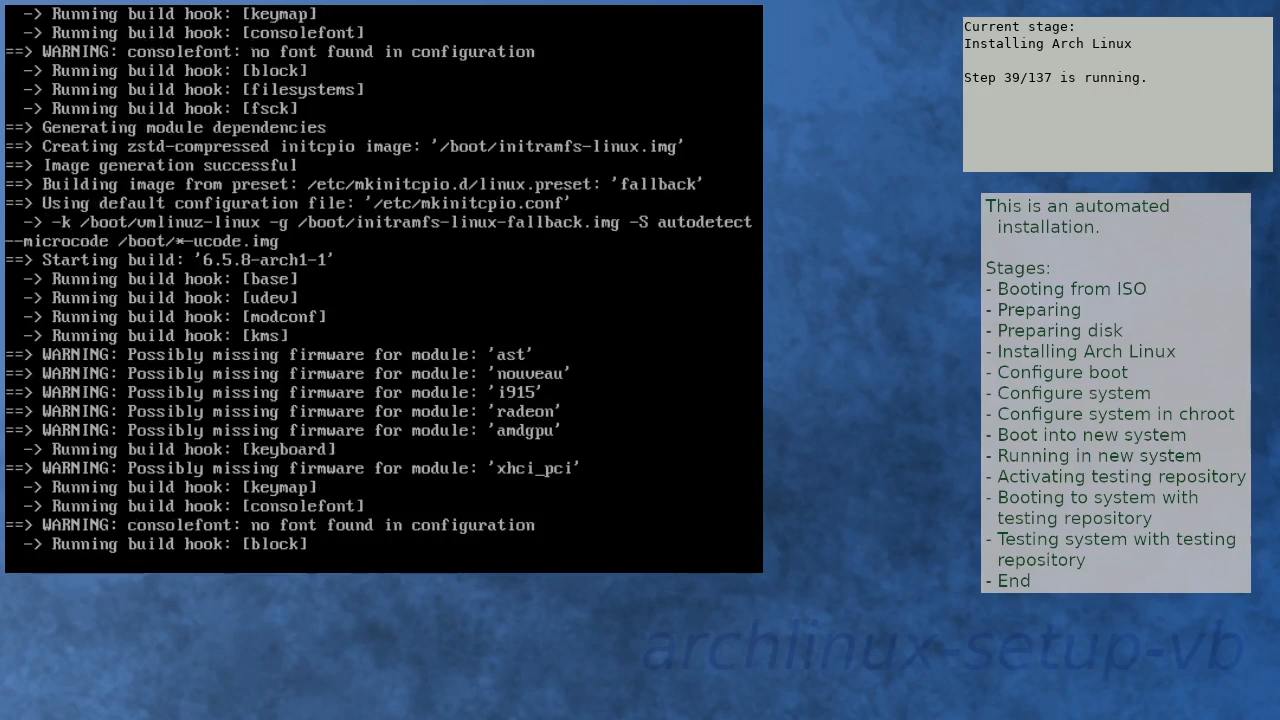 -> Running build hook: [keymap]
-> Running build hook: [consolefont]
==> WARNING: consolefont: no font found in configuration
-> Running build hook: [block]
-> Running build hook: [filesystems]
-> Running build hook: [fsck]
==> Generating module dependencies
==> Creating zstd-compressed initcpio image: '/boot/initramfs-linux.img'
==> Image generation successful
==> Building image from preset: /etc/mkinitcpio.d/linux.preset: 'fallback'
==> Using default configuration file: '/etc/mkinitcpio.conf'
-> -k /boot/vmlinuz-linux -g /boot/initramfs-linux-fallback.img -S autodetect
--microcode /boot/*-ucode.img
==> Starting build: '6.5.8-arch1-1'
-> Running build hook: [base]
-> Running build hook: [udev]
-> Running build hook: [modconf]
-> Running build hook: [kms]
==> WARNING: Possibly missing firmware for module: 'ast'
==> WARNING: Possibly missing firmware for module: 'nouveau'
==> WARNING: Possibly missing firmware for module: 'i915'
==> WARNING: Possibly missing firmware for module: 'radeon'
==> WARNING: Possibly missing firmware for module: 'amdgpu'
-> Running build hook: [keyboard]
==> WARNING: Possibly missing firmware for module: 'xhci_pci'
-> Running build hook: [keymap]
-> Running build hook: [consolefont]
==> WARNING: consolefont: no font found in configuration
-> Running build hook: [block]
Current stage:
Installing Arch Linux
Step 39/137 is running.
This is an automated
installation.
Stages:
- Booting from ISO
- Preparing
- Preparing disk
- Installing Arch Linux
- Configure boot
- Configure system
- Configure system in chroot
- Boot into new system
- Running in new system
- Activating testing repository
- Booting to system with
testing repository
- Testing system with testing
repository
- End
archlinux-setup-vb